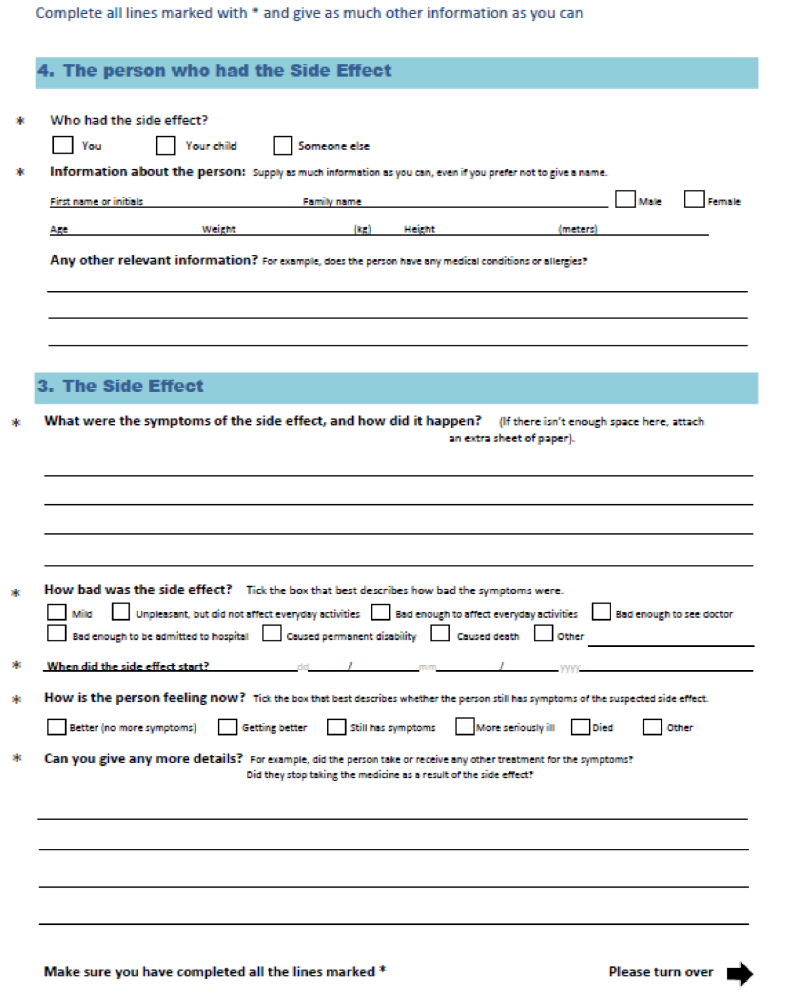 Complete all lines marked with * and give as much other information as you can
4. The person who had the Side Effect
* Who had the side effect?
You Your child Someone else
* Information about the person: Supply as much information as you can, even if you prefer not to give a name.
First name or initials Family name Male Female
Age Weight (kg) Height (meters)
Any other relevant information? For example, does the person have any medical conditions or allergies?
3. The Side Effect
* What were the symptoms of the side effect, and how did it happen? (If there isn't enough space here, attach
an extra sheet of paper).
* How bad was the side effect? Tick the box that best describes how bad the symptoms were.
Mild Unpleasant, but did not affect everyday activities Bad enough to affect everyday activities Bad enough to see doctor
Bad enough to be admitted to hospital Caused permanent disability Caused death Other
* When did the side effect start? dd / mm / yyyy
* How is the person feeling now? Tick the box that best describes whether the person still has symptoms of the suspected side effect.
Better (no more symptoms) Getting better Still has symptoms More seriously ill Died Other
* Can you give any more details? For example, did the person take or receive any other treatment for the symptoms?
Did they stop taking the medicine as a result of the side effect?
Make sure you have completed all the lines marked * Please turn over